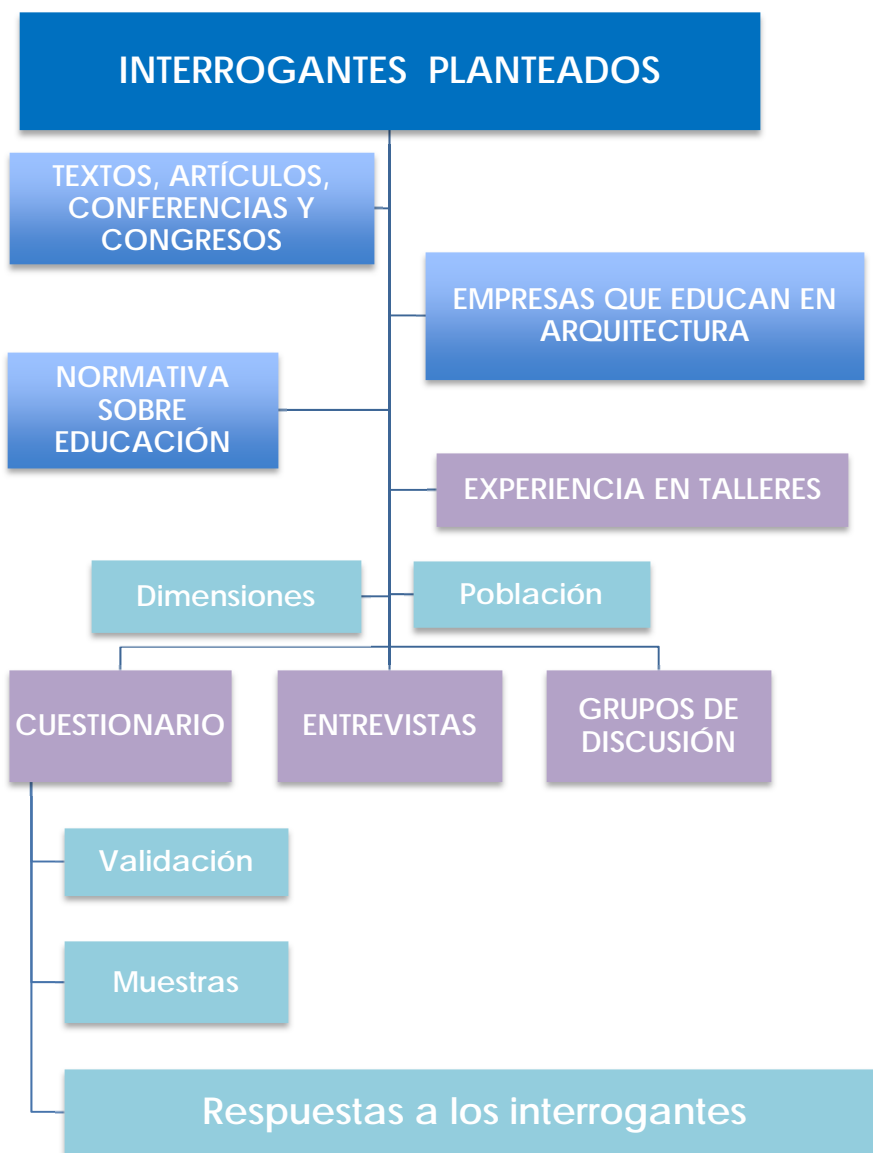 INTERROGANTES PLANTEADOS
TEXTOS, ARTÍCULOS,
CONFERENCIAS Y
CONGRESOS
EMPRESAS QUE EDUCAN EN
ARQUITECTURA
NORMATIVA
SOBRE
EDUCACIÓN
EXPERIENCIA EN TALLERES
Dimensiones
Población
CUESTIONARIO
ENTREVISTAS
GRUPOS DE
DISCUSIÓN
Validación
Muestras
Respuestas a los interrogantes